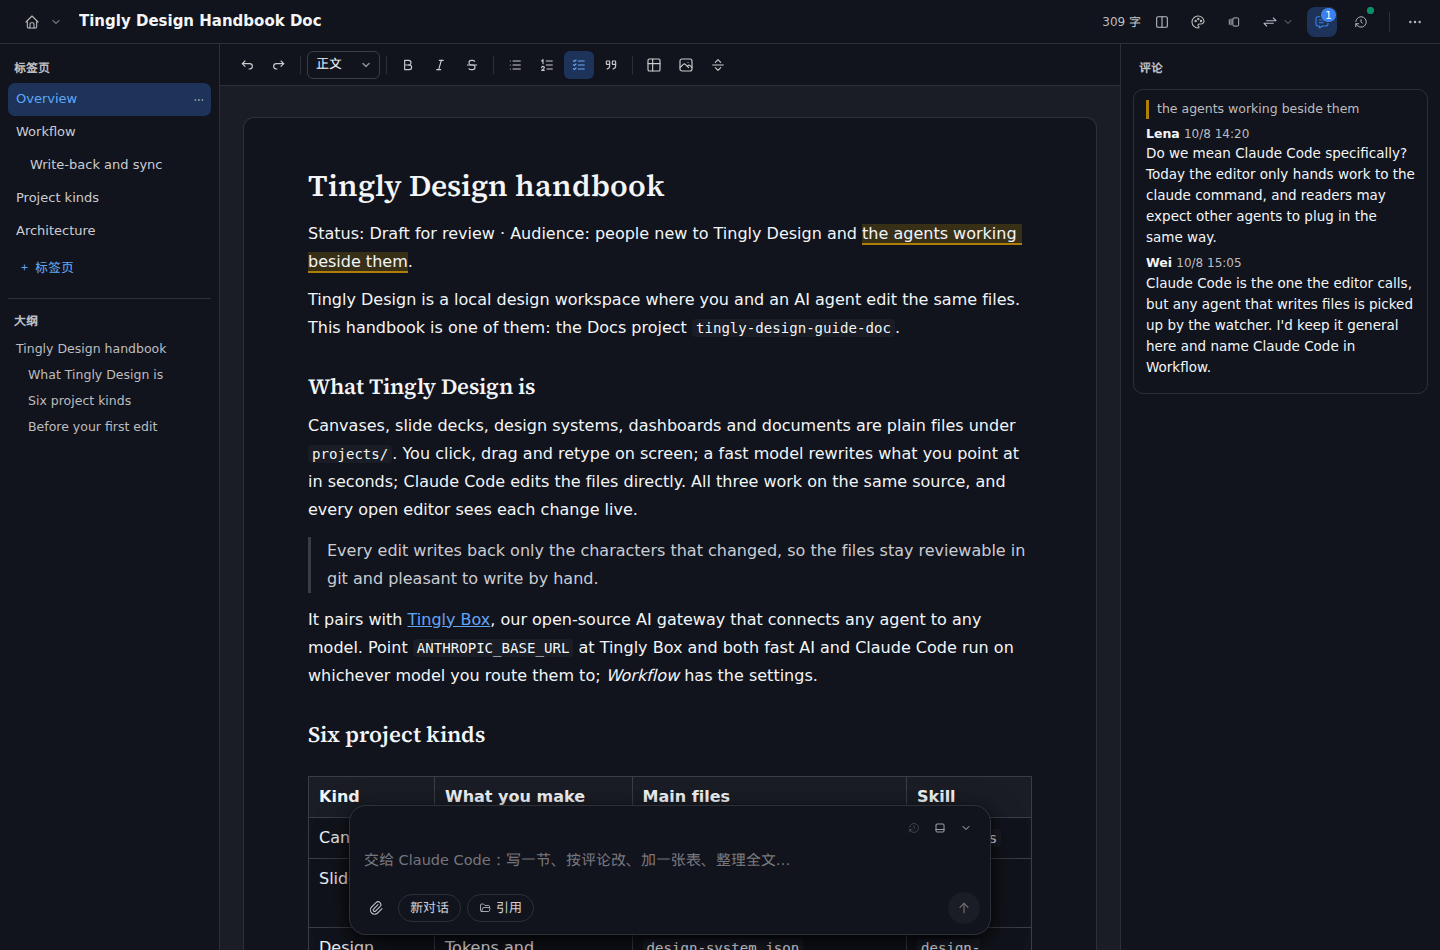 Tingly Design Handbook Doc
309 字
1
标签页
Overview
Workflow
Write-back and sync
Project kinds
Architecture
+ 标签页
大纲
Tingly Design handbook
What Tingly Design is
Six project kinds
Before your first edit
正文
Tingly Design handbook
Status: Draft for review · Audience: people new to Tingly Design and the agents working
beside them.
Tingly Design is a local design workspace where you and an AI agent edit the same files.
This handbook is one of them: the Docs project tingly-design-guide-doc.
What Tingly Design is
Canvases, slide decks, design systems, dashboards and documents are plain files under
projects/. You click, drag and retype on screen; a fast model rewrites what you point at
in seconds; Claude Code edits the files directly. All three work on the same source, and
every open editor sees each change live.
Every edit writes back only the characters that changed, so the files stay reviewable in
git and pleasant to write by hand.
It pairs with Tingly Box, our open-source AI gateway that connects any agent to any
model. Point ANTHROPIC_BASE_URL at Tingly Box and both fast AI and Claude Code run on
whichever model you route them to; Workflow has the settings.
Six project kinds
Kind What you make Main files Skill
Can s
Slid
Design Tokens and design-system.json design-
交给 Claude Code：写一节、按评论改、加一张表、整理全文...
新对话 引用
评论
the agents working beside them
Lena 10/8 14:20
Do we mean Claude Code specifically?
Today the editor only hands work to the
claude command, and readers may
expect other agents to plug in the
same way.
Wei 10/8 15:05
Claude Code is the one the editor calls,
but any agent that writes files is picked
up by the watcher. I'd keep it general
here and name Claude Code in
Workflow.